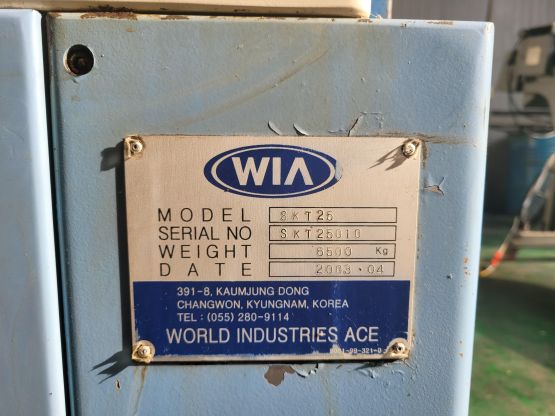 WIA
MODEL SKT25
SERIAL NO SKT25010
WEIGHT 6500 Kg
DATE 2003.04
391-8, KAUMJUNG DONG
CHANGWON, KYUNGNAM, KOREA
TEL : (055) 280-9114
WORLD INDUSTRIES ACE